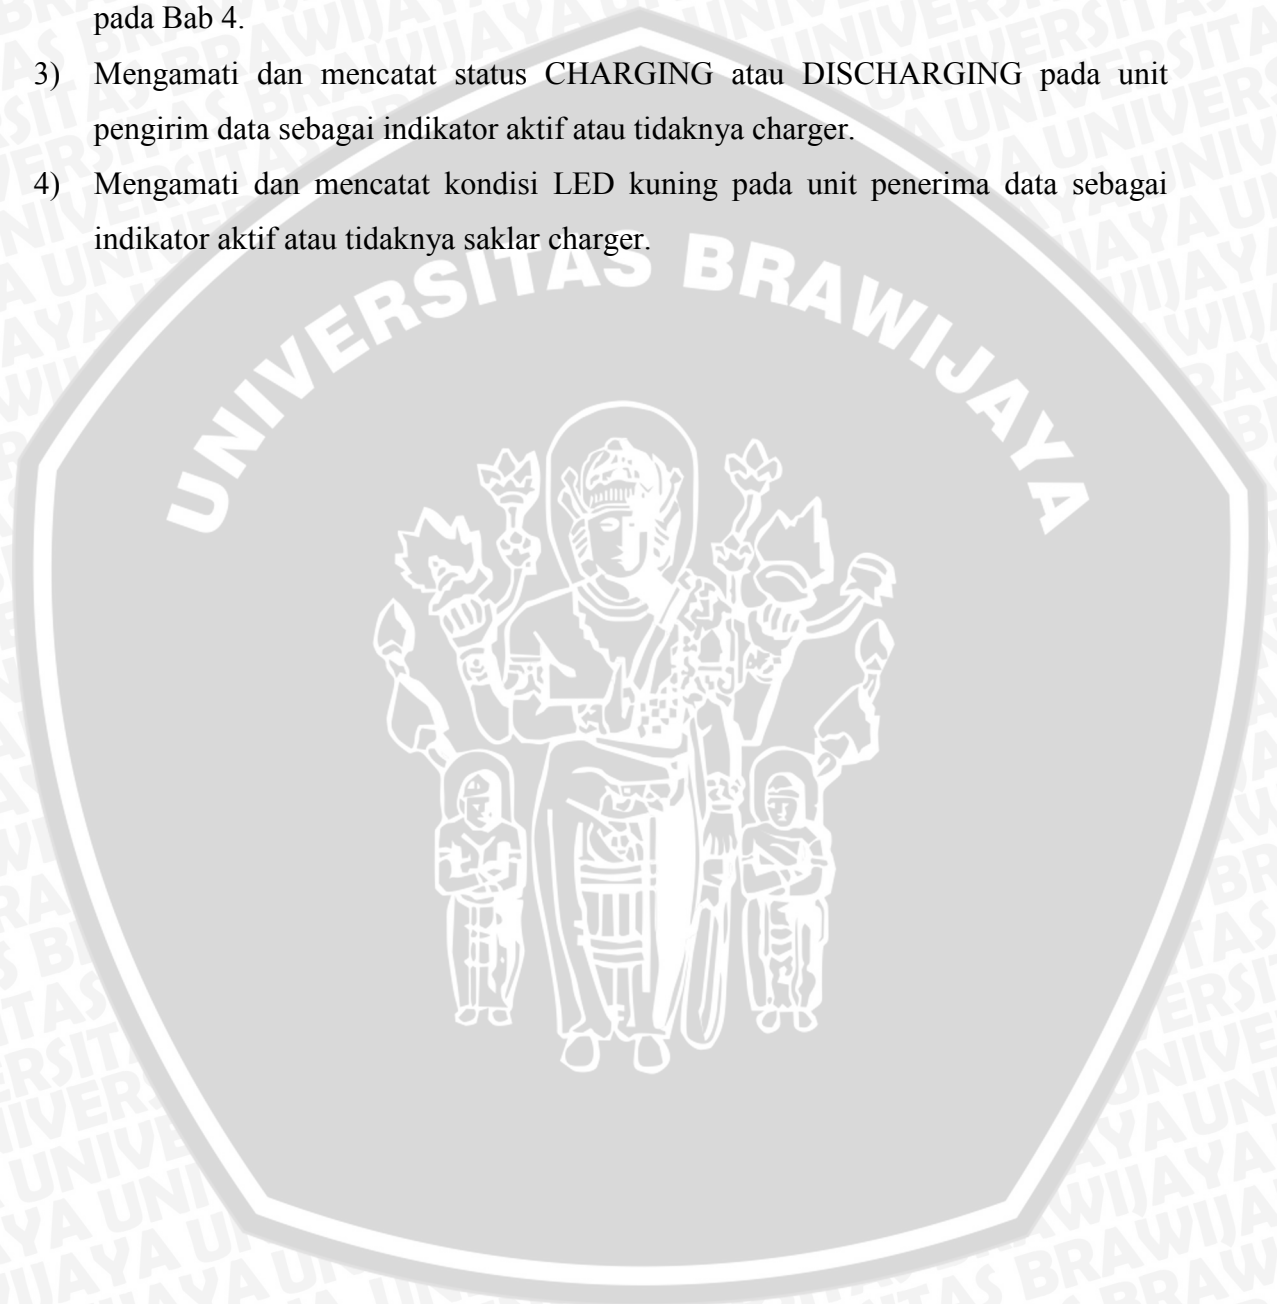 pada Bab 4.
3) Mengamati dan mencatat status CHARGING atau DISCHARGING pada unit
pengirim data sebagai indikator aktif atau tidaknya charger.
4) Mengamati dan mencatat kondisi LED kuning pada unit penerima data sebagai
indikator aktif atau tidaknya saklar charger.
UNIVERSITAS BRAWIJAYA